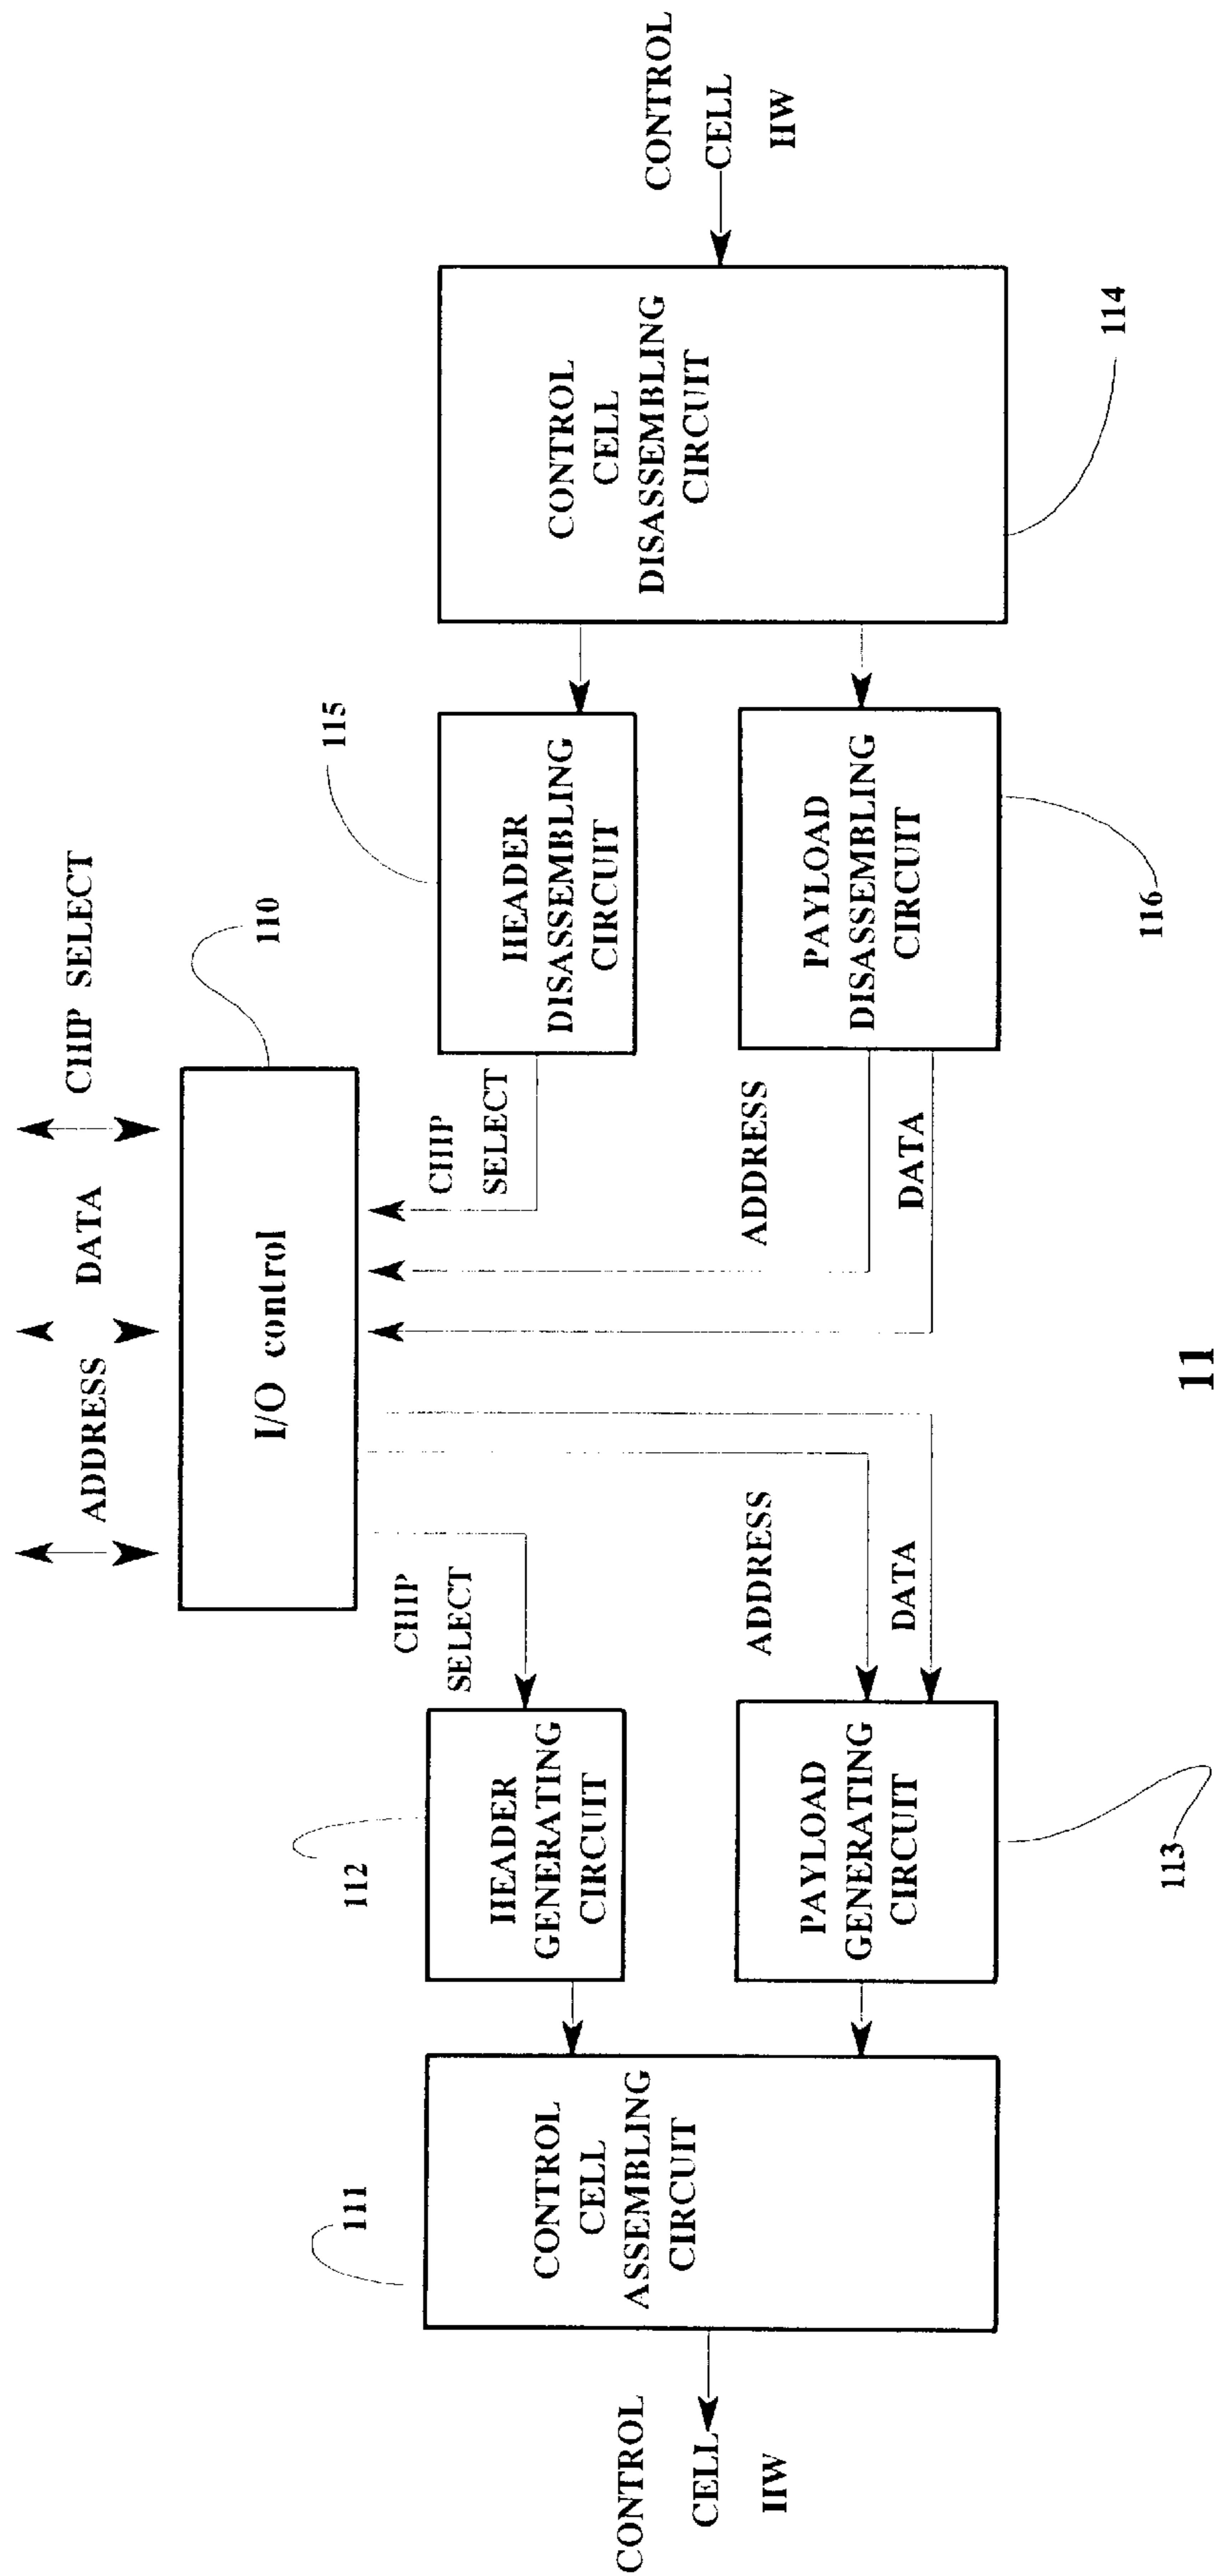 ADDRESS
DATA
CHIP SELECT
I/O control
110
CHIP
SELECT
ADDRESS
DATA
CHIP
SELECT
ADDRESS
DATA
CONTROL
CELL
HW
111
CONTROL
CELL
ASSEMBLING
CIRCUIT
112
HEADER
GENERATING
CIRCUIT
PAYLOAD
GENERATING
CIRCUIT
113
115
HEADER
DISASSEMBLING
CIRCUIT
PAYLOAD
DISASSEMBLING
CIRCUIT
116
CONTROL
CELL
DISASSEMBLING
CIRCUIT
114
CONTROL
CELL
HW
11